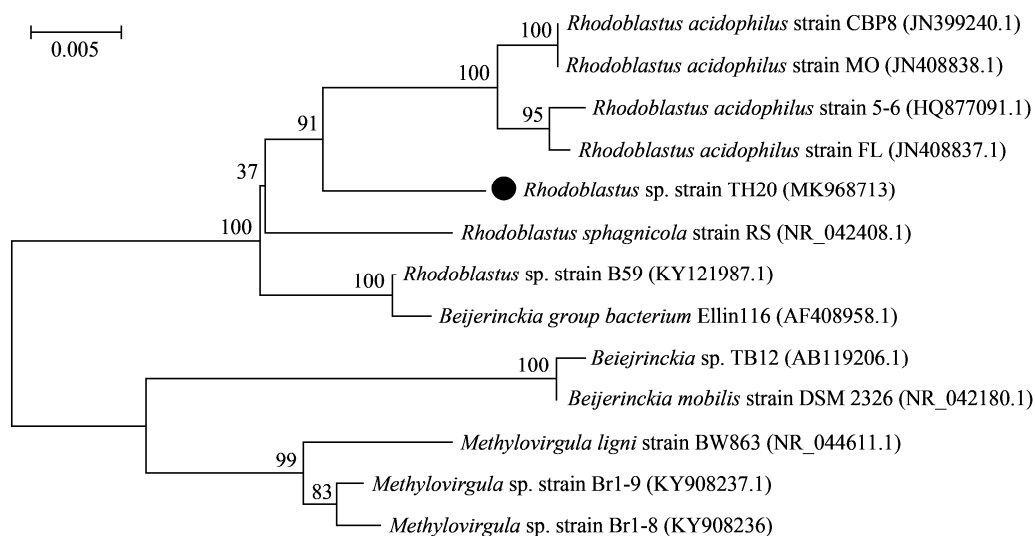 Rhodoblastus acidophilus strain CBP8 (JN399240.1)
100
0.005
Rhodoblastus acidophilus strain MO (JN408838.1)
100
Rhodoblastus acidophilus strain 5-6 (HQ877091.1)
95
91
Rhodoblastus acidophilus strain FL (JN408837.1)
37
Rhodoblastus sp. strain TH20 (MK968713)
100
Rhodoblastus sphagnicola strain RS (NR_042408.1)
Rhodoblastus sp. strain B59 (KY121987.1)
100
Beijerinckia group bacterium Ellin116 (AF408958.1)
Beiejrinckia sp. TB12 (AB119206.1)
100
Beijerinckia mobilis strain DSM 2326 (NR_042180.1)
Methylovirgula ligni strain BW863 (NR_044611.1)
99
Methylovirgula sp. strain Br1-9 (KY908237.1)
83
Methylovirgula sp. strain Br1-8 (KY908236)